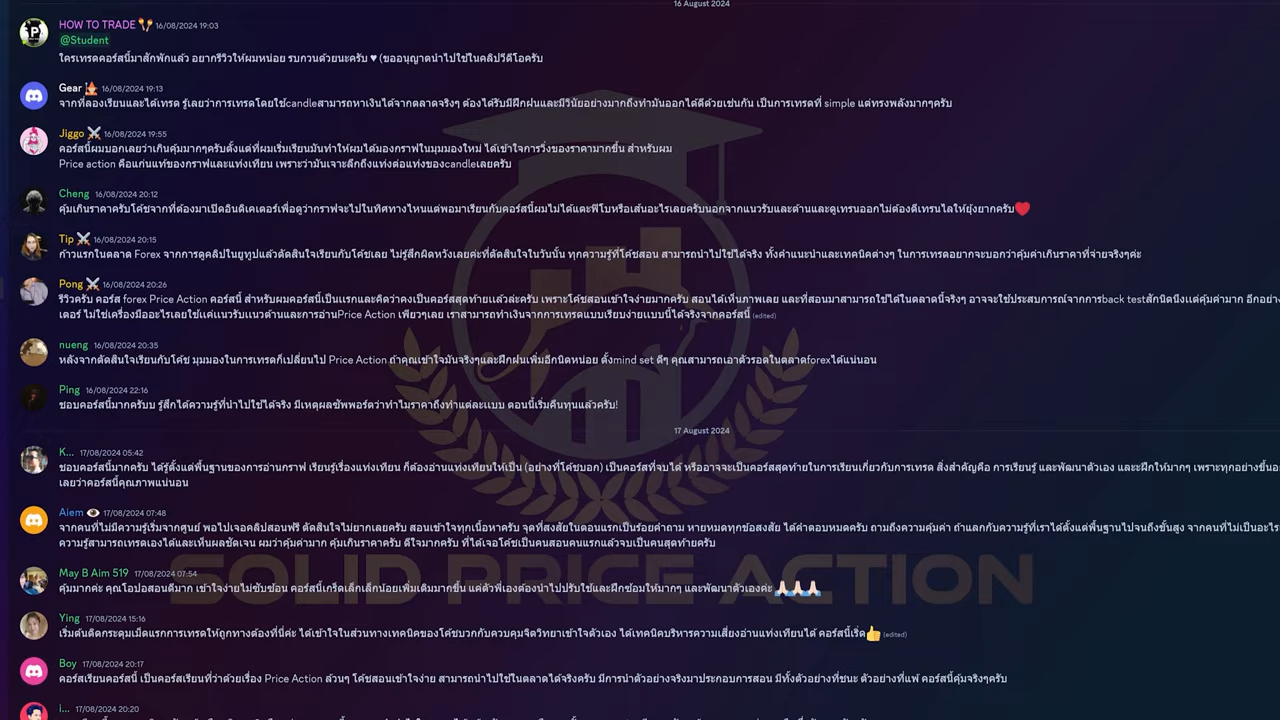 16 August 2024
HOW TO TRADE 16/08/2024 19:03
@Student
ใครเทรดคอร์สนี้มาสักพักแล้ว อยากรีวิวให้ผมหน่อย รบกวนด้วยนะครับ ♥ (ขออนุญาตนำไปใช้ในคลิปวีดีโอครับ
Gear 16/08/2024 19:13
จากที่ลองเรียนและได้เทรด รู้เลยว่าการเทรดโดยใช้candleสามารถหาเงินได้จากตลาดจริงๆ ต้องได้รับมีฝึกฝนและมีวินัยอย่างมากถึงทำมันออกได้ดีด้วยเช่นกัน เป็นการเทรดที่ simple แต่ทรงพลังมากๆครับ
Jiggo 16/08/2024 19:55
คอร์สนี้ผมบอกเลยว่าเกินคุ้มมากๆครับตั้งแต่ที่ผมเริ่มเรียนมันทำให้ผมได้มองกราฟในมุมมองใหม่ ได้เข้าใจการวิ่งของราคามากขึ้น สำหรับผม
Price action คือแก่นแท้ของกราฟและแท่งเทียน เพราะว่ามันเจาะลึกถึงแท่งต่อแท่งของcandleเลยครับ
Cheng 16/08/2024 20:12
คุ้มเกินราคาครับโค้ชจากที่ต้องมาเปิดอินดิเคเตอร์เพื่อดูว่ากราฟจะไปในทิศทางไหนแต่พอมาเรียนกับคอร์สนี้ผมไม่ได้แตะฟีโบหรือเส้นอะไรเลยครับนอกจากแนวรับและต้านและดูเทรนออกไม่ต้องตีเทรนไลให้ยุ่งยากครับ❤️
Tip 16/08/2024 20:15
ก้าวแรกในตลาด Forex จากการดูคลิปในยูทูปแล้วตัดสินใจเรียนกับโค้ชเลย ไม่รู้สึกผิดหวังเลยค่ะที่ตัดสินใจในวันนั้น ทุกความรู้ที่โค้ชสอน สามารถนำไปใช้ได้จริง ทั้งคำแนะนำและเทคนิคต่างๆ ในการเทรดอยากจะบอกว่าคุ้มค่าเกินราคาที่จ่ายจริงๆค่ะ
Pong 16/08/2024 20:26
รีวิวครับ คอร์ส forex Price Action คอร์สนี้ สำหรับผมคอร์สนี้เป็นแรกและคิดว่าคงเป็นคอร์สสุดท้ายแล้วล่ะครับ เพราะโค้ชสอนเข้าใจง่ายมากครับ สอนได้เห็นภาพเลย และที่สอนมาสามารถใช้ได้ในตลาดนี้จริงๆ อาจจะใช้ประสบการณ์จากการback testสักนิดนึงแต่คุ้มค่ามาก อีกอย่าง
เตอร์ ไม่ใช่เครื่องมืออะไรเลยใช้แค่แนวรับแนวต้านและการอ่านPrice Action เพียวๆเลย เราสามารถทำเงินจากการเทรดแบบเรียบง่ายแบบนี้ได้จริงจากคอร์สนี้ (edited)
nueng 16/08/2024 20:35
หลังจากตัดสินใจเรียนกับโค้ช มุมมองในการเทรดก็เปลี่ยนไป Price Action ถ้าคุณเข้าใจมันจริงๆและฝึกฝนเพิ่มอีกนิดหน่อย ตั้งmind set ดีๆ คุณสามารถเอาตัวรอดในตลาดforexได้แน่นอน
Ping 16/08/2024 22:16
ชอบคอร์สนี้มากครับบ รู้สึกได้ความรู้ที่นำไปใช้ได้จริง มีเหตุผลซัพพอร์ตว่าทำไมราคาถึงทำแต่ละแบบ ตอนนี้เริ่มคืนทุนแล้วครับ!
17 August 2024
K... 17/08/2024 05:42
ชอบคอร์สนี้มากครับ ได้รู้ตั้งแต่พื้นฐานของการอ่านกราฟ เรียนรู้เรื่องแท่งเทียน ก็ต้องอ่านแท่งเทียนให้เป็น (อย่างที่โค้ชบอก) เป็นคอร์สที่จบได้ หรืออาจจะเป็นคอร์สสุดท้ายในการเรียนเกี่ยวกับการเทรด สิ่งสำคัญคือ การเรียนรู้ และพัฒนาตัวเอง และะฝึกให้มากๆ เพราะทุกอย่างขึ้นอ
เลยว่าคอร์สนี้คุณภาพแน่นอน
Aiem 17/08/2024 07:48
จากคนที่ไม่มีความรู้เริ่มจากศูนย์ พอไปเจอคลิปสอนฟรี ตัดสินใจไม่ยากเลยครับ สอนเข้าใจทุกเนื้อหาครับ จุดที่สงสัยในตอนแรกเป็นร้อยคำถาม หายหมดทุกข้อสงสัย ได้คำตอบหมดครับ ถามถึงความคุ้มค่า ถ้าแลกกับความรู้ที่เราได้ตั้งแต่พื้นฐานไปจนถึงขั้นสูง จากคนที่ไม่เป็นอะไร
ความรู้สามารถเทรดเองได้และเห็นผลชัดเจน ผมว่าคุ้มค่ามาก คุ้มเกินราคาครับ ดีใจมากครับ ที่ได้เจอโค้ชเป็นคนสอนคนแรกแล้วจบเป็นคนสุดท้ายครับ
May B Aim 519 17/08/2024 07:54
คุ้มมากค่ะ คุณโอปอสอนดีมาก เข้าใจง่ายไม่ซับซ้อน คอร์สนี้เกร็ดเล็กเล็กน้อยเพิ่มเติมมากขึ้น แค่ตัวพี่เองต้องนำไปปรับใช้และฝึกซ้อมให้มากๆ และพัฒนาตัวเองค่ะ 🙏🏻🙏🏻🙏🏻
Ying 17/08/2024 15:16
เริ่มต้นติดกระดุมเม็ดแรกการเทรดให้ถูกทางต้องที่นี่ค่ะ ได้เข้าใจในส่วนทางเทคนิคของโค้ชบวกกับควบคุมจิตวิทยาเข้าใจตัวเอง ได้เทคนิคบริหารความเสี่ยงอ่านแท่งเทียนได้ คอร์สนี้เริ่ด👍 (edited)
Boy 17/08/2024 20:17
คอร์สเรียนคอร์สนี้ เป็นคอร์สเรียนที่ว่าด้วยเรื่อง Price Action ล้วนๆ โค้ชสอนเข้าใจง่าย สามารถนำไปใช้ในตลาดได้จริงครับ มีการนำตัวอย่างจริงมาประกอบการสอน มีทั้งตัวอย่างที่ชนะ ตัวอย่างที่แพ้ คอร์สนี้คุ้มจริงๆครับ
i... 17/08/2024 20:20
SOLID PRICE ACTION